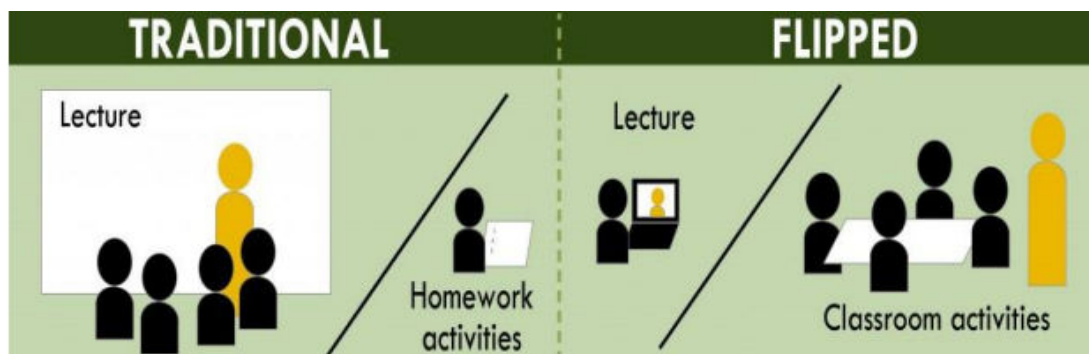 TRADITIONAL
Lecture
Homework
activities
FLIPPED
Lecture
Classroom activities